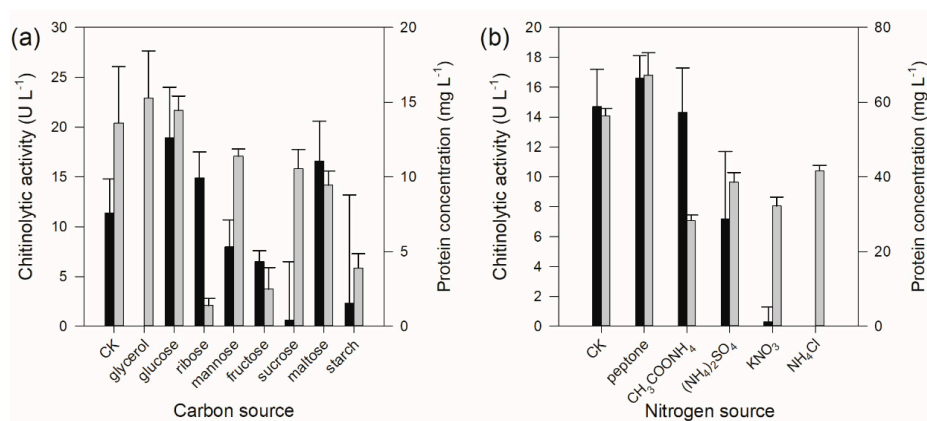 (a)
Chitinolytic activity (U L⁻¹)
30
25
20
15
10
5
0
20
15
10
5
0
Protein concentration (mg L⁻¹)
CK
glycerol
glucose
ribose
mannose
fructose
sucrose
maltose
starch
Carbon source
(b)
Chitinolytic activity (U L⁻¹)
20
18
16
14
12
10
8
6
4
2
0
80
60
40
20
0
Protein concentration (mg L⁻¹)
CK
peptone
CH₃COONH₄
(NH₄)₂SO₄
KNO₃
NH₄Cl
Nitrogen source